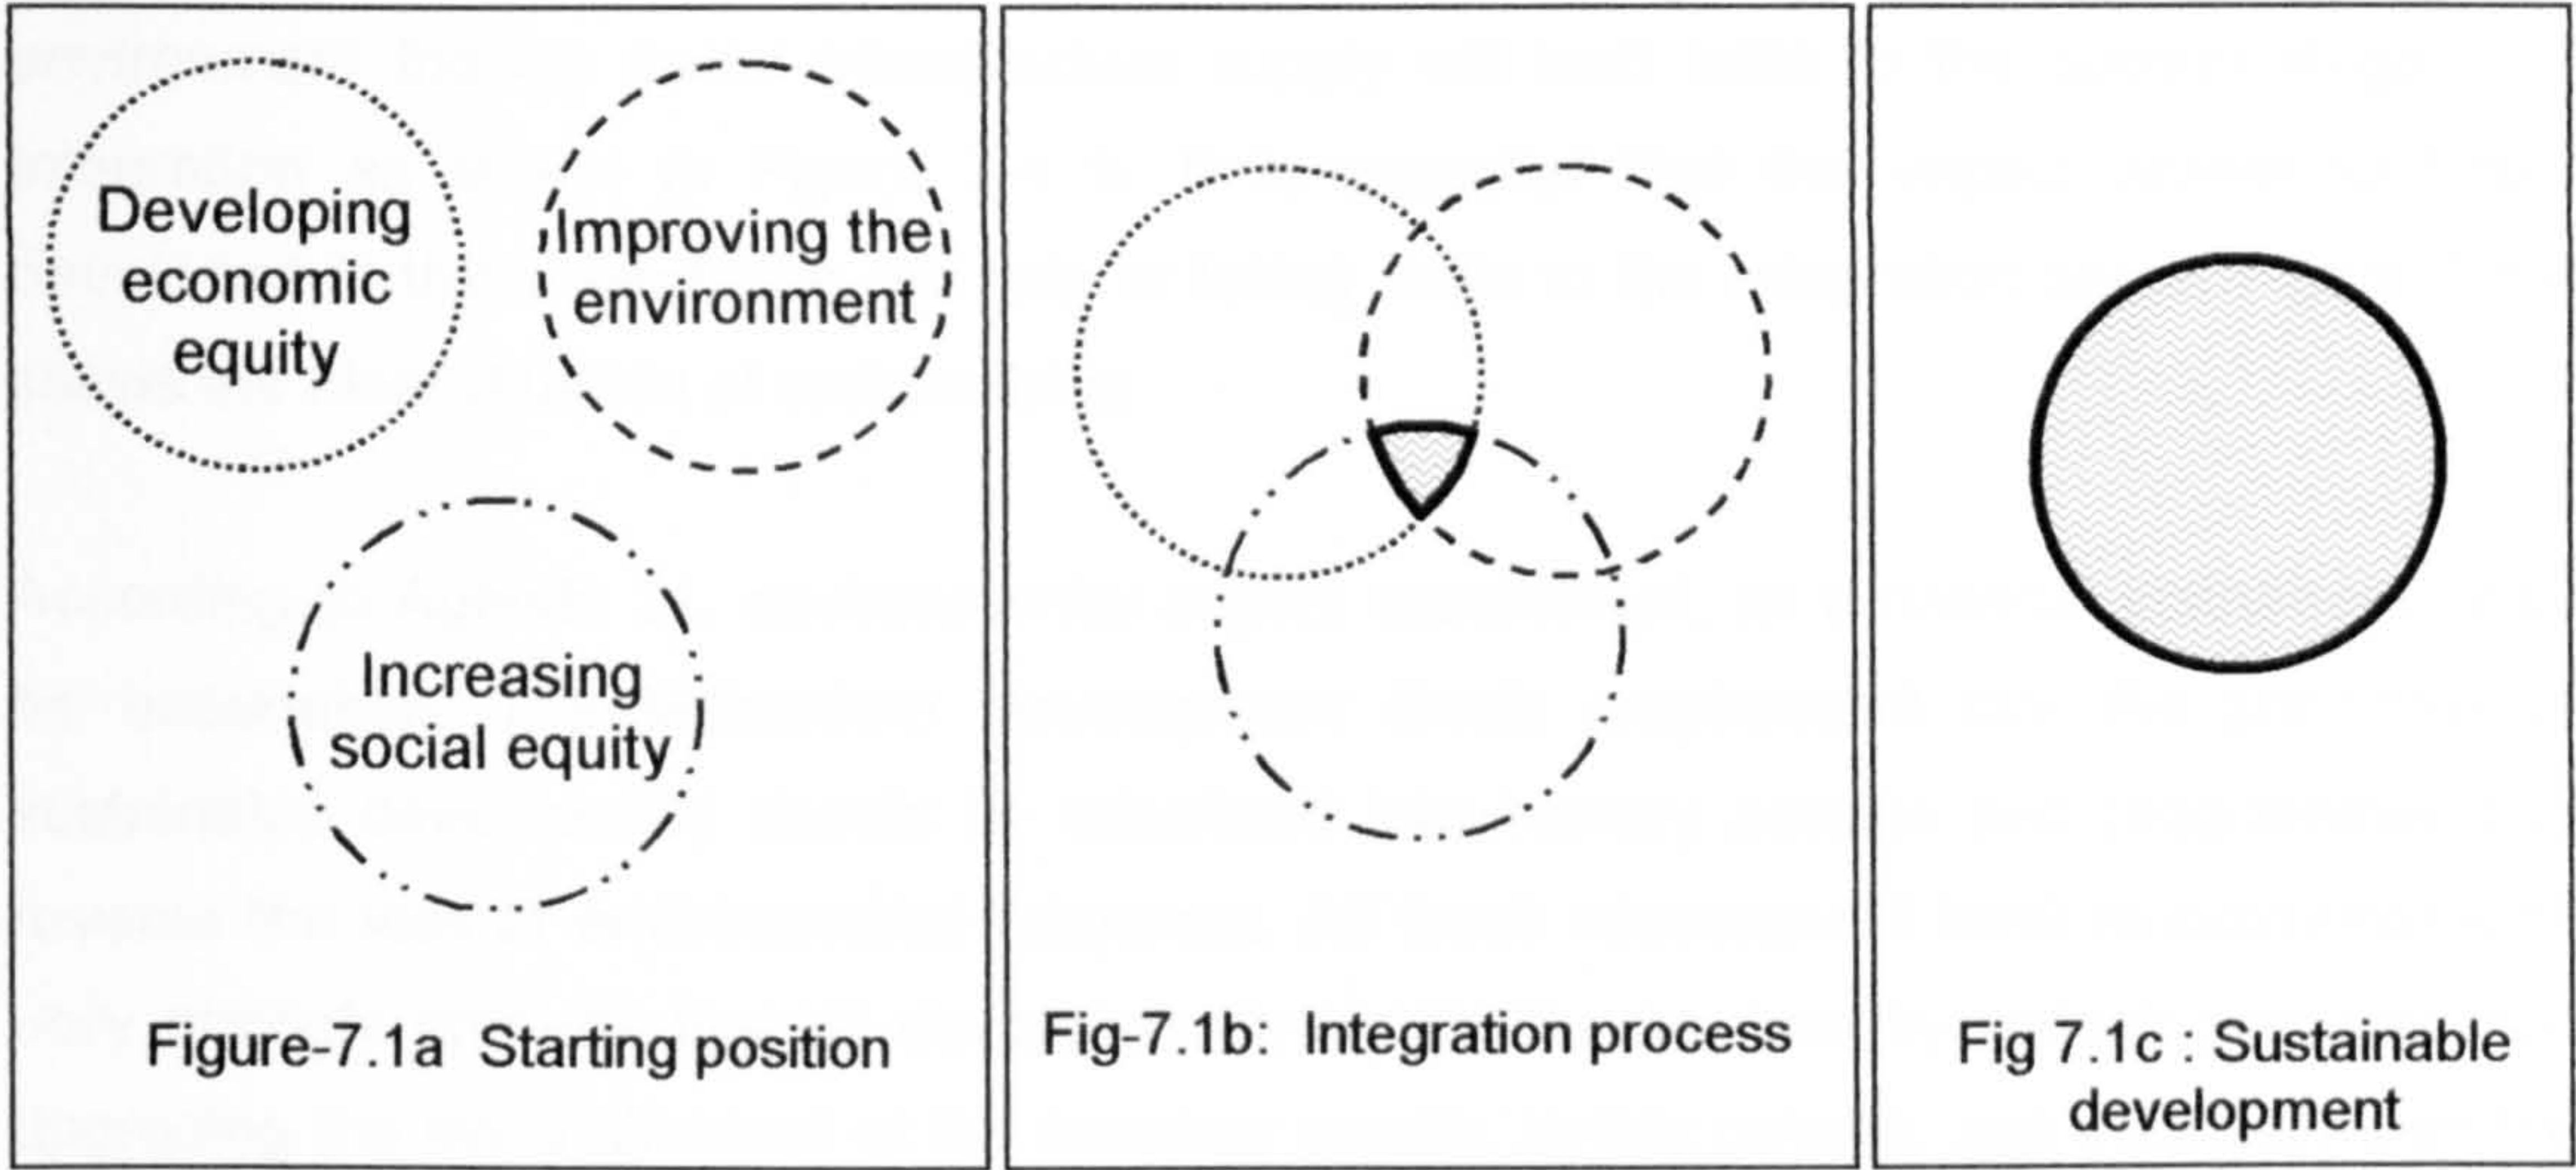 Developing
economic
equity
Improving the
environment
Increasing
social equity
Figure-7.1a Starting position
Fig-7.1b: Integration process
Fig 7.1c : Sustainable
development